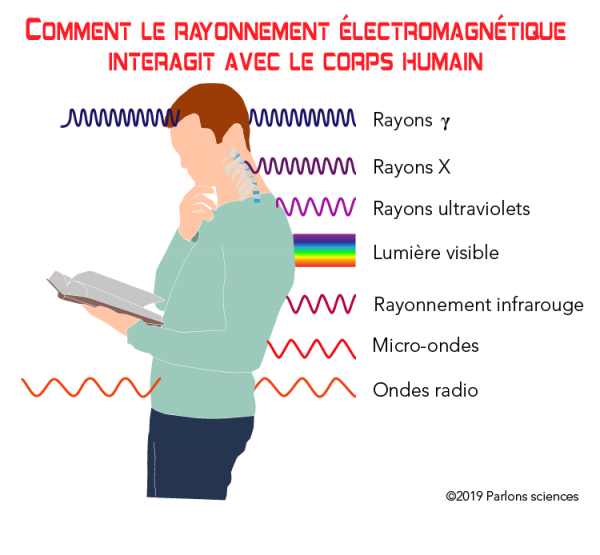 Comment le rayonnement électromagnétique
interagit avec le corps humain
Rayons γ
Rayons X
Rayons ultraviolets
Lumière visible
Rayonnement infrarouge
Micro-ondes
Ondes radio
©2019 Parlons sciences